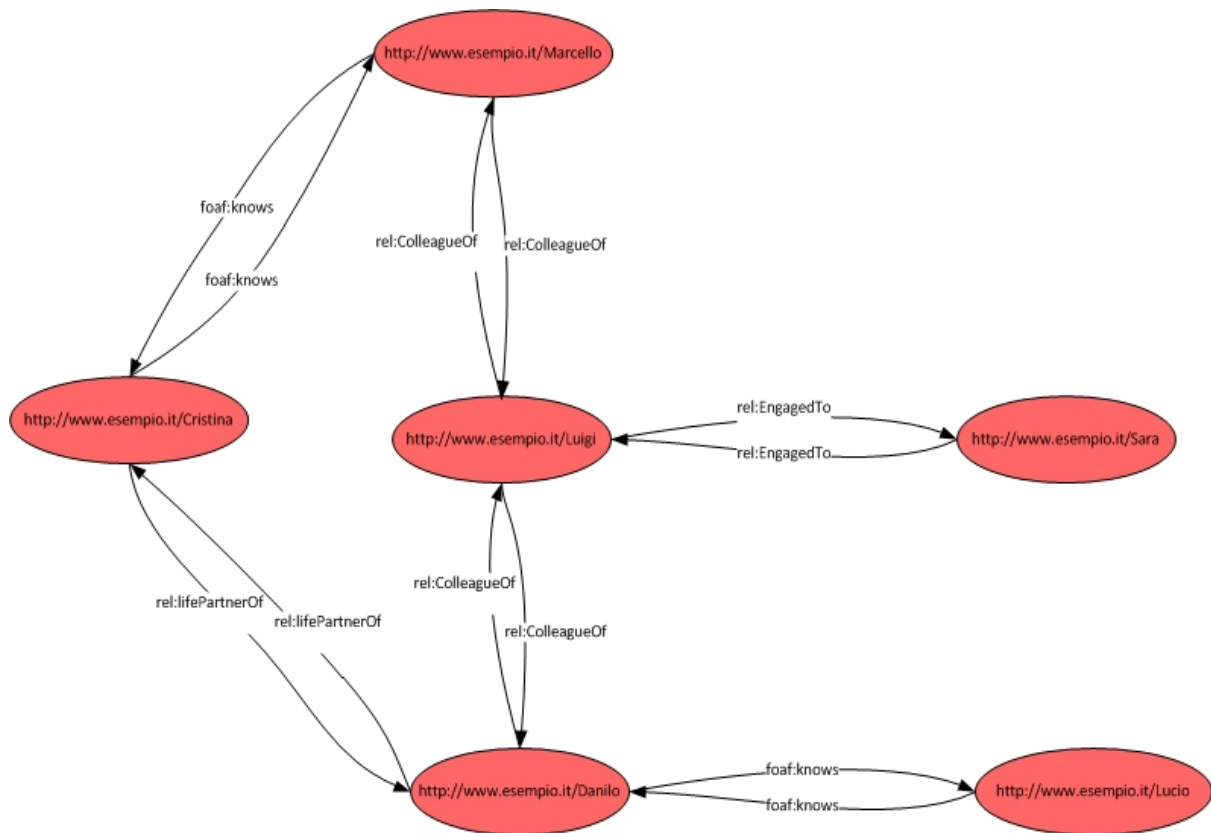 http://www.esempio.it/Marcello
foaf:knows
foaf:knows
rel:ColleagueOf
rel:ColleagueOf
http://www.esempio.it/Cristina
http://www.esempio.it/Luigi
rel:EngagedTo
rel:EngagedTo
http://www.esempio.it/Sara
rel:lifePartnerOf
rel:lifePartnerOf
rel:ColleagueOf
rel:ColleagueOf
http://www.esempio.it/Danilo
foaf:knows
foaf:knows
http://www.esempio.it/Lucio